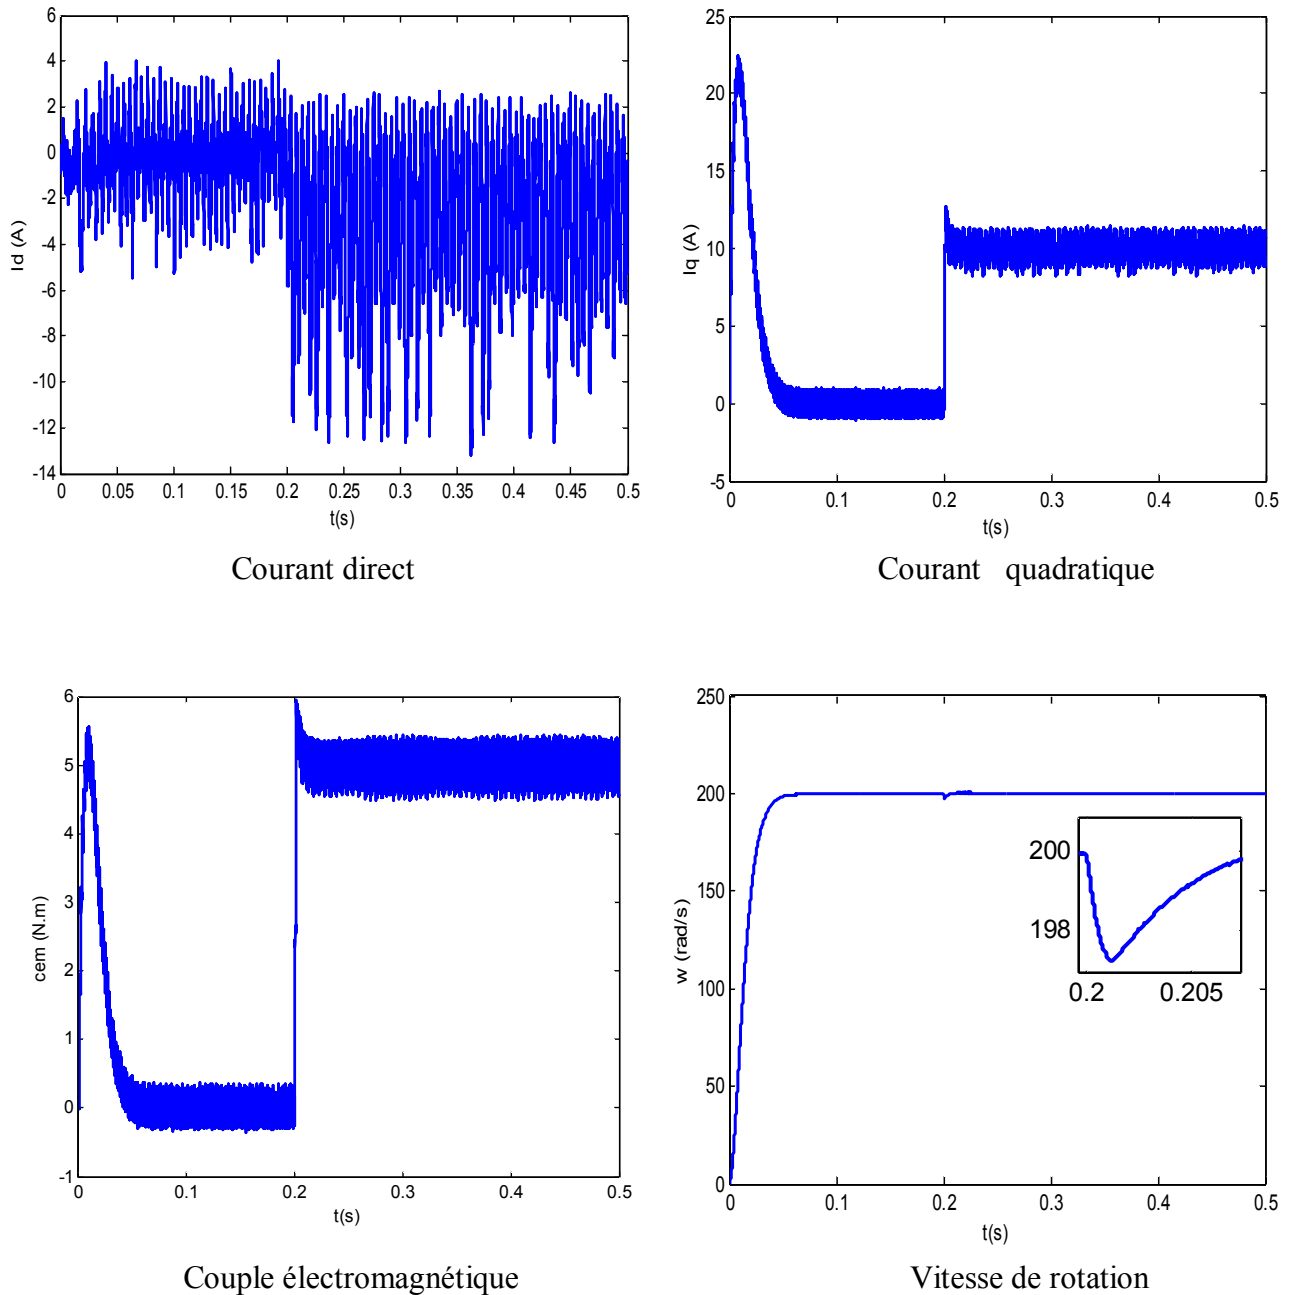 6
4
2
0
-2
-4
-6
-8
-10
-12
-14
Id (A)
0 0.05 0.1 0.15 0.2 0.25 0.3 0.35 0.4 0.45 0.5
t(s)
Courant direct
25
20
15
10
5
0
-5
Iq (A)
0 0.1 0.2 0.3 0.4 0.5
t(s)
Courant quadratique
6
5
4
3
2
1
0
-1
cem (N.m)
0 0.1 0.2 0.3 0.4 0.5
t(s)
Couple électromagnétique
250
200
150
100
50
0
w (rad/s)
200
198
0.2 0.205
0 0.1 0.2 0.3 0.4 0.5
t(s)
Vitesse de rotation